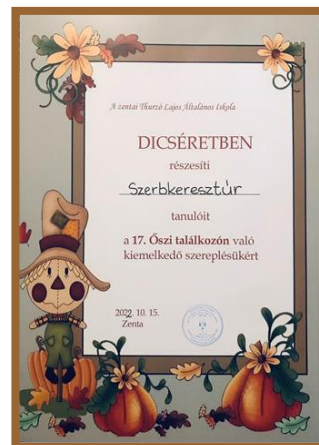 A zentai Thurzó Lajos Általános Iskola
DICSÉRETBEN
részesíti
Szerbkeresztúr
tanulóit
a 17. Őszi találkozón való
kiemelkedő szereplésükért
2022. 10. 15.
Zenta